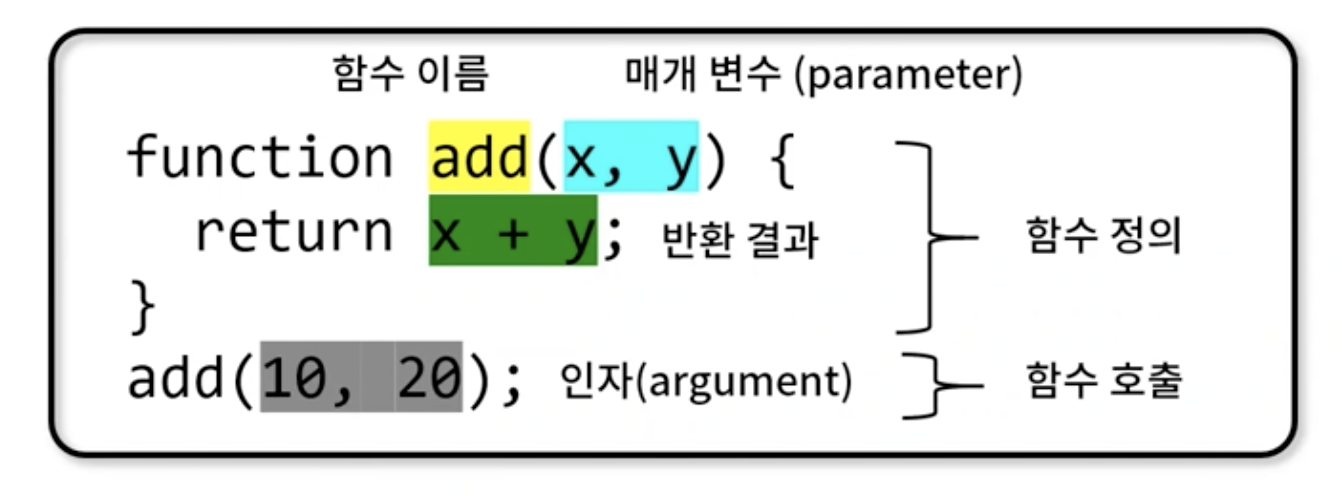 함수 이름 매개 변수 (parameter)
function add(x, y) {
return x + y; 반환 결과
함수 정의
}
add(10, 20); 인자(argument) 함수 호출